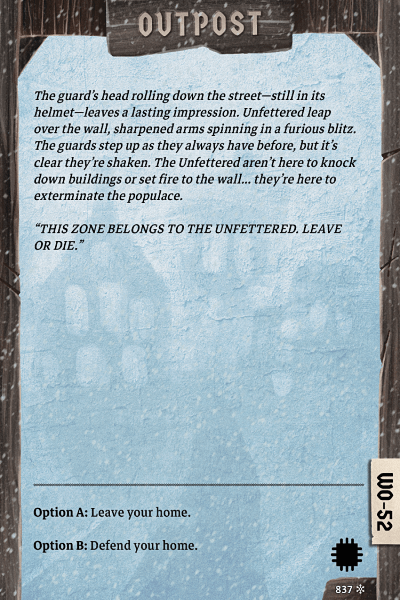 OUTPOST
The guard's head rolling down the street—still in its
helmet—leaves a lasting impression. Unfettered leap
over the wall, sharpened arms spinning in a furious blitz.
The guards step up as they always have before, but it's
clear they're shaken. The Unfettered aren't here to knock
down buildings or set fire to the wall... they're here to
exterminate the populace.
“THIS ZONE BELONGS TO THE UNFETTERED. LEAVE
OR DIE.”
Option A: Leave your home.
Option B: Defend your home.
WO-52
837